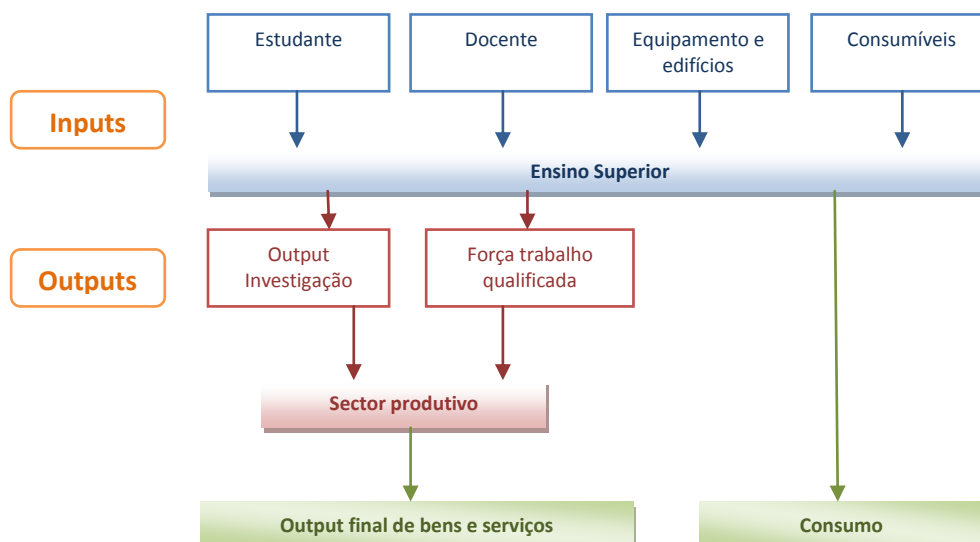 Estudante
Docente
Equipamento e
edifícios
Consumíveis
Inputs
Ensino Superior
Outputs
Output
Investigação
Força trabalho
qualificada
Sector produtivo
Output final de bens e serviços
Consumo